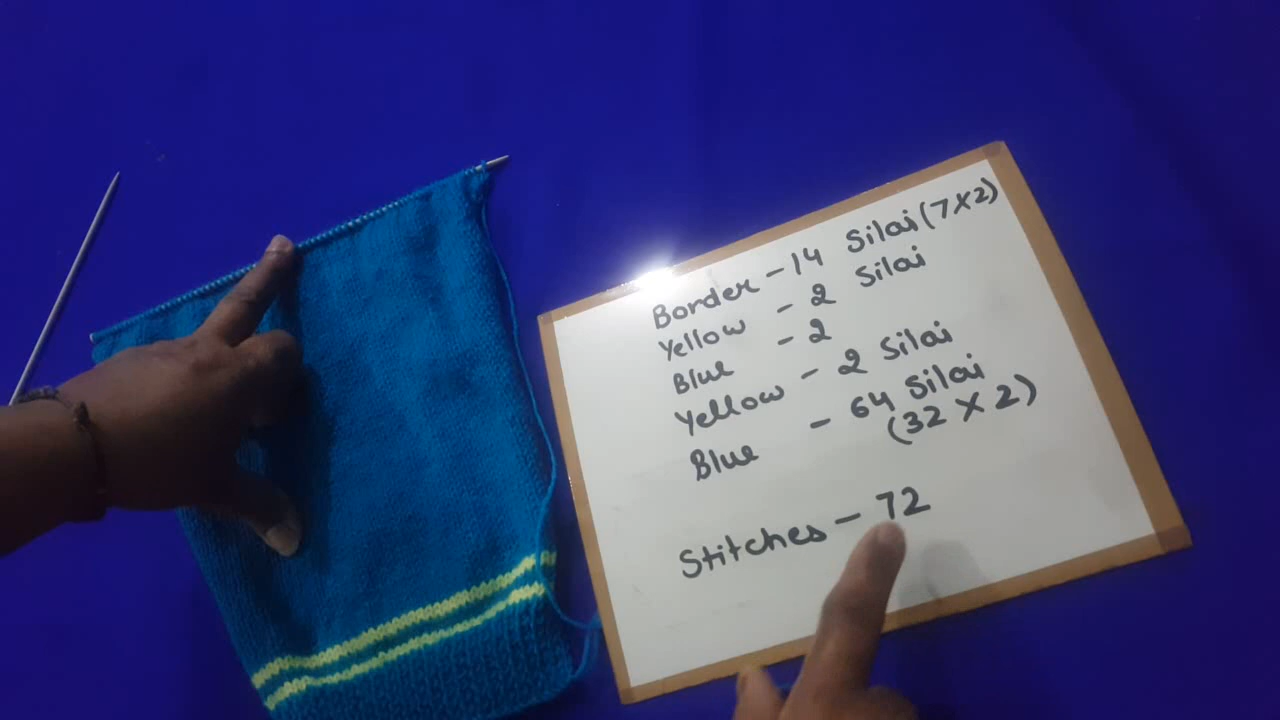 Border - 14 Silai (7X2)
Yellow - 2 Silai
Blue - 2
Yellow - 2 Silai
Blue - 64 Silai
(32 X 2)
Stitches - 72